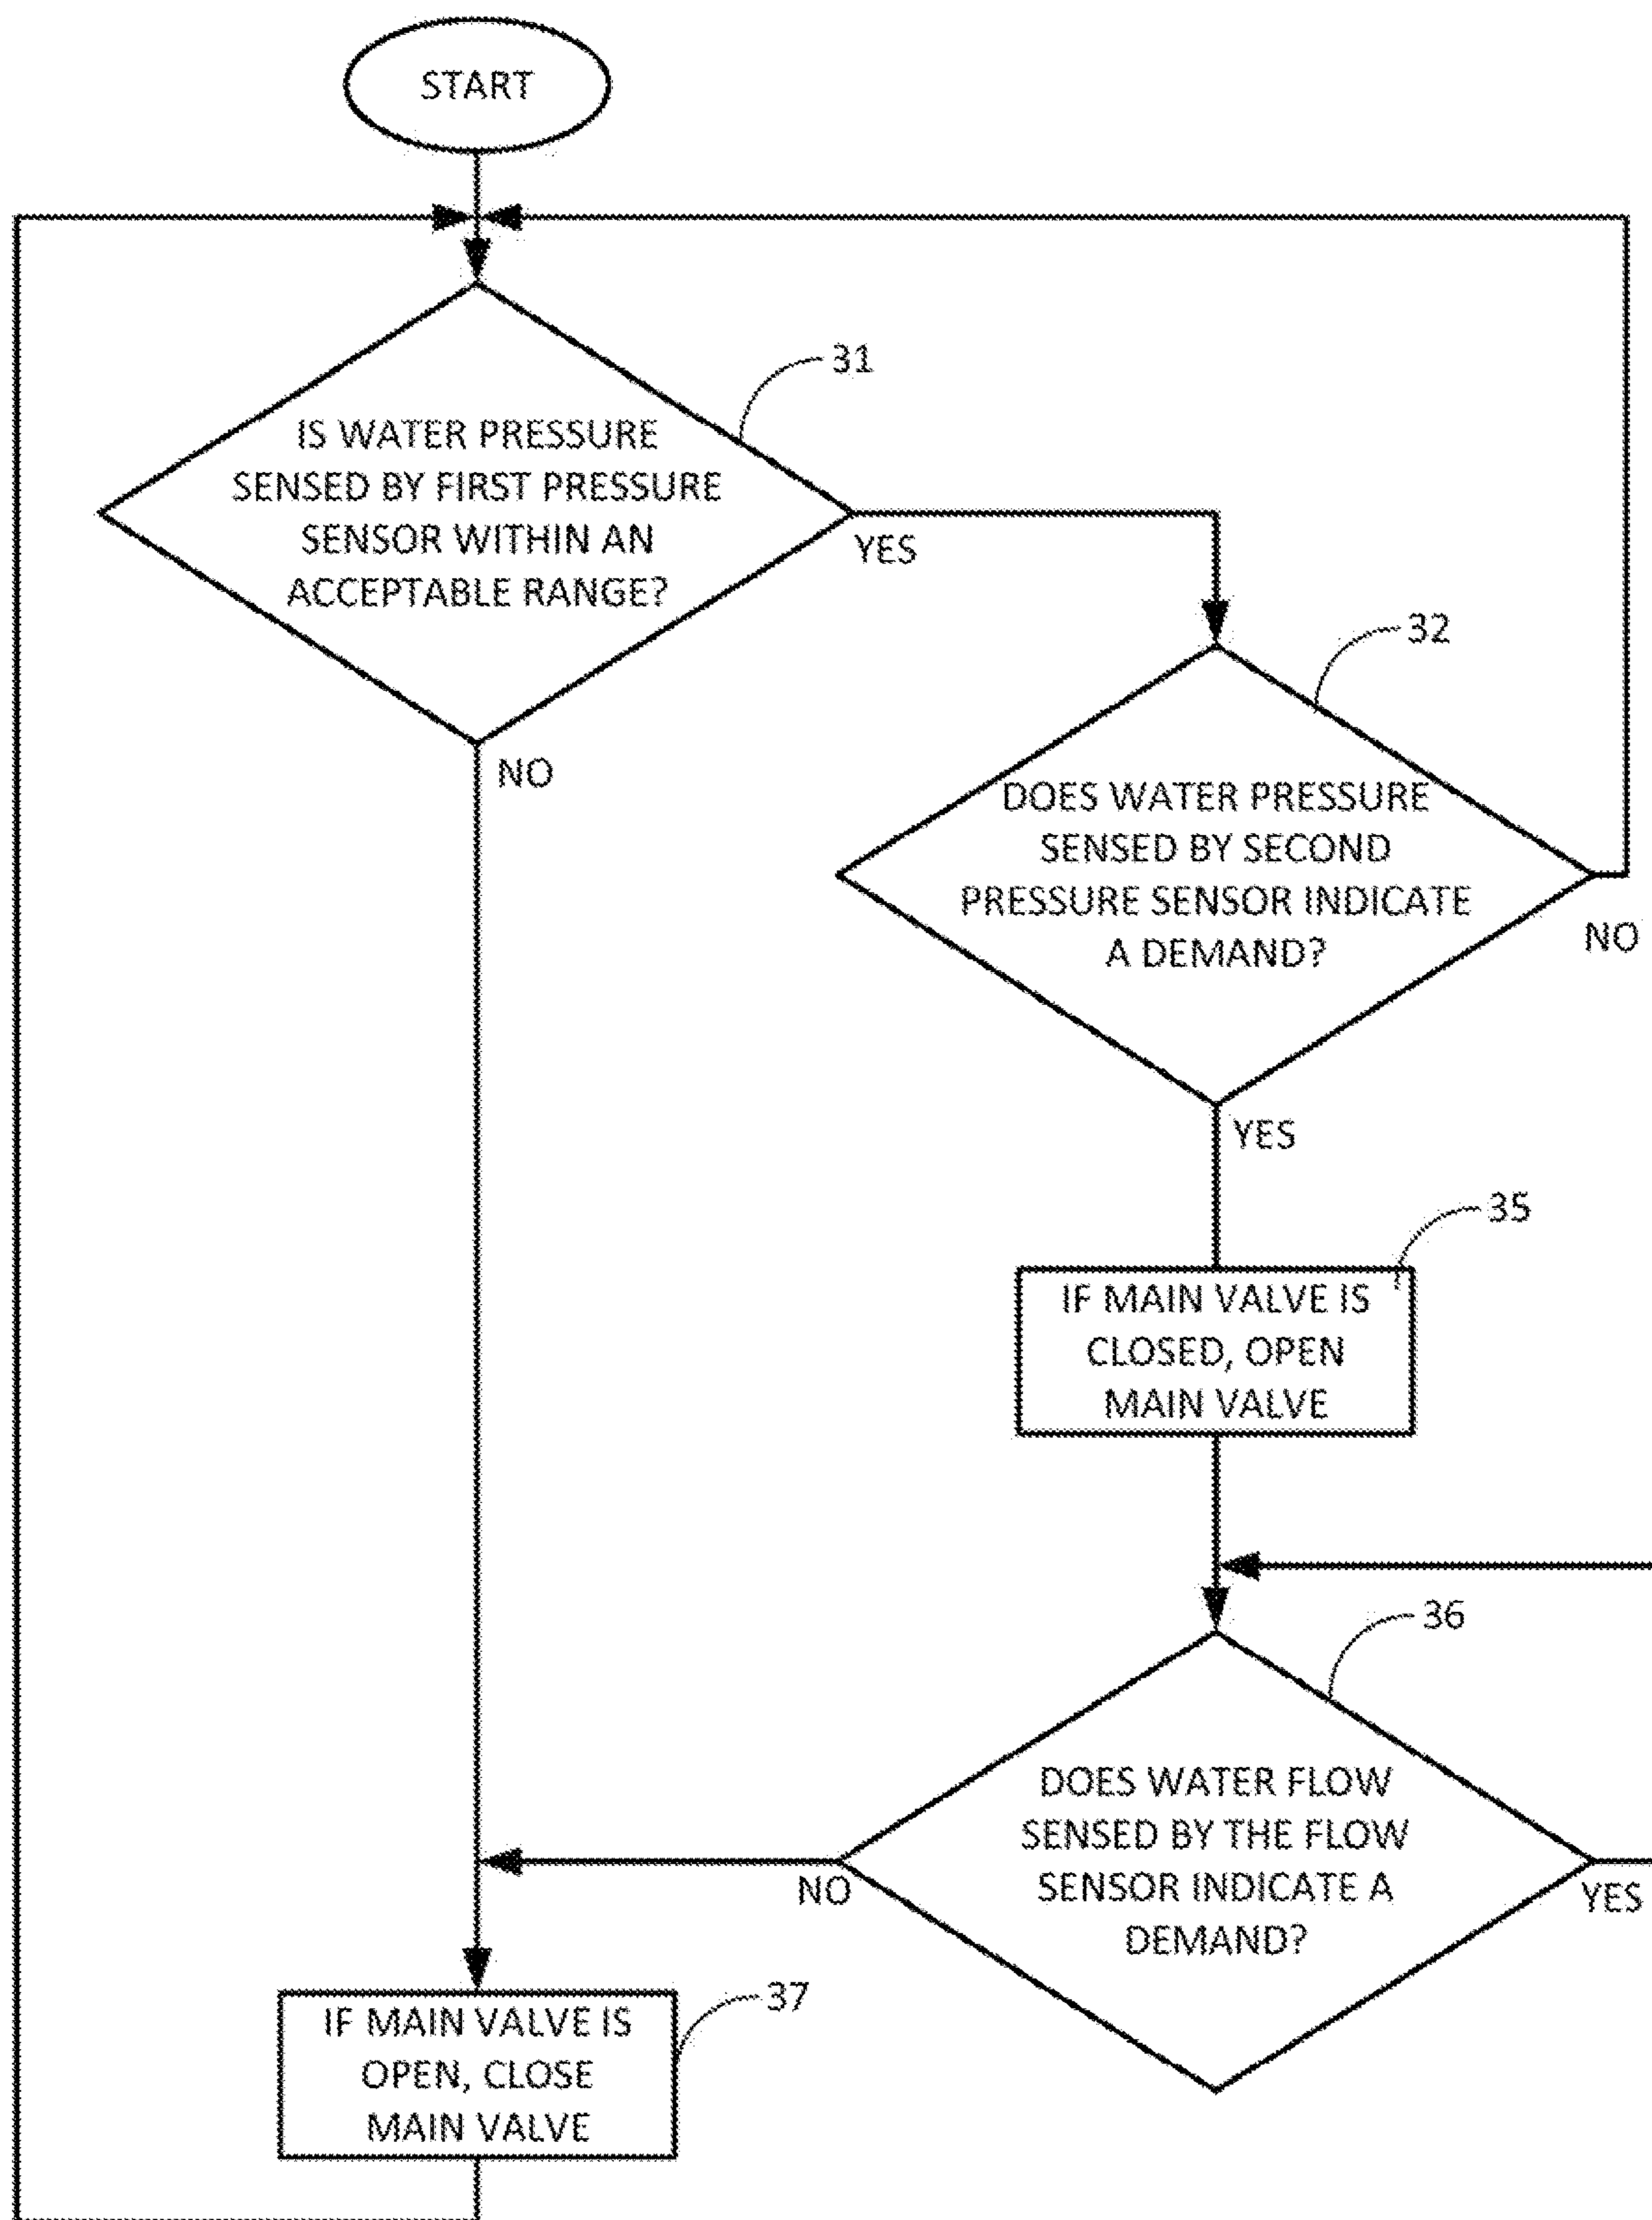 START
31
IS WATER PRESSURE
SENSED BY FIRST PRESSURE
SENSOR WITHIN AN
ACCEPTABLE RANGE?
YES
NO
32
DOES WATER PRESSURE
SENSED BY SECOND
PRESSURE SENSOR INDICATE
A DEMAND?
NO
YES
35
IF MAIN VALVE IS
CLOSED, OPEN
MAIN VALVE
36
DOES WATER FLOW
SENSED BY THE FLOW
SENSOR INDICATE A
DEMAND?
NO
YES
37
IF MAIN VALVE IS
OPEN, CLOSE
MAIN VALVE